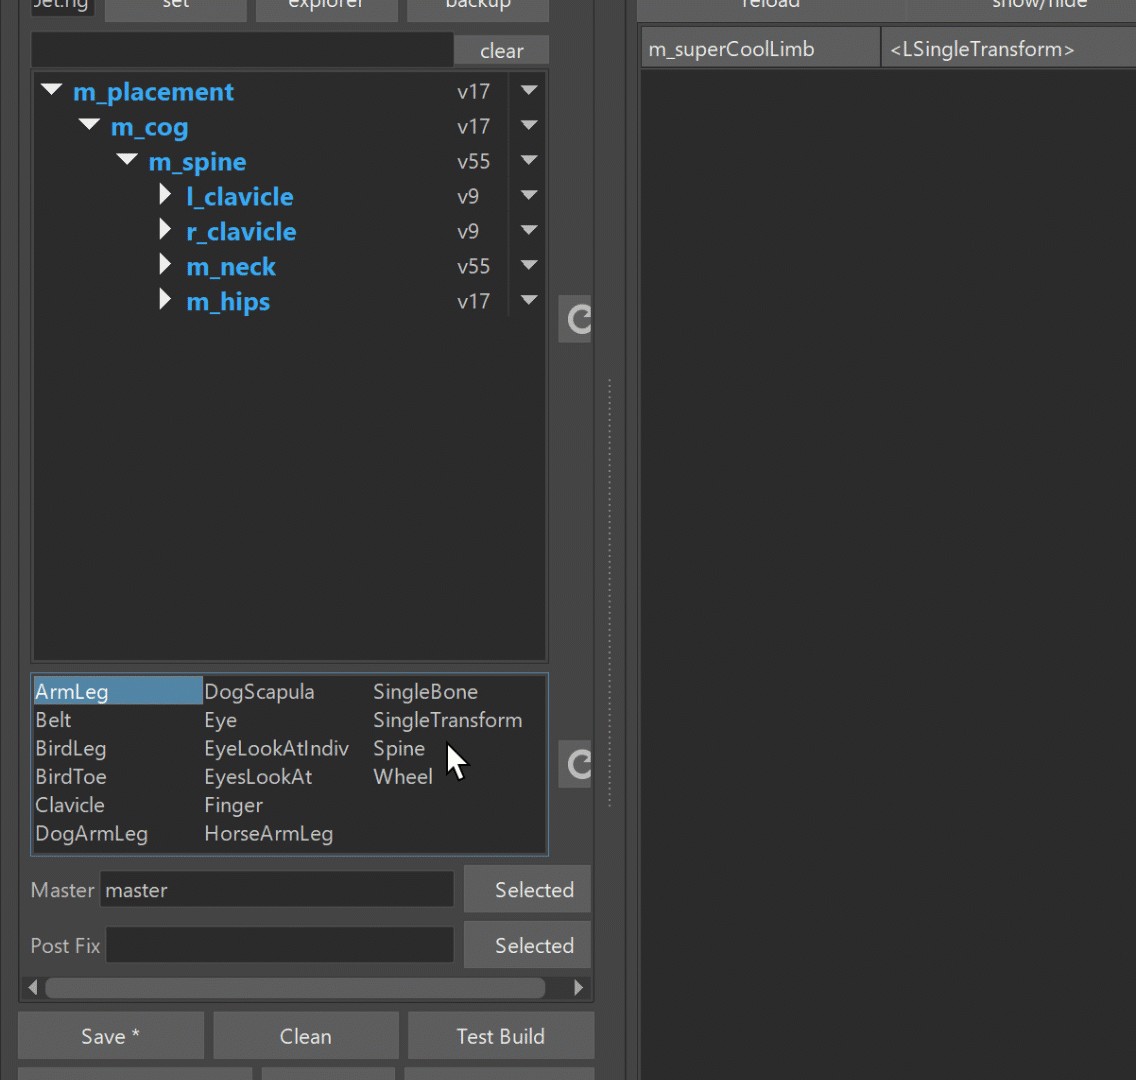 set explorer backup reload show/hide
clear
m_superCoolLimb <LSingleTransform>
m_placement v17
m_cog v17
m_spine v55
l_clavicle v9
r_clavicle v9
m_neck v55
m_hips v17
ArmLeg DogScapula SingleBone
Belt Eye SingleTransform
BirdLeg EyeLookAtIndiv Spine
BirdToe EyesLookAt Wheel
Clavicle Finger
DogArmLeg HorseArmLeg
Master master Selected
Post Fix Selected
Save * Clean Test Build